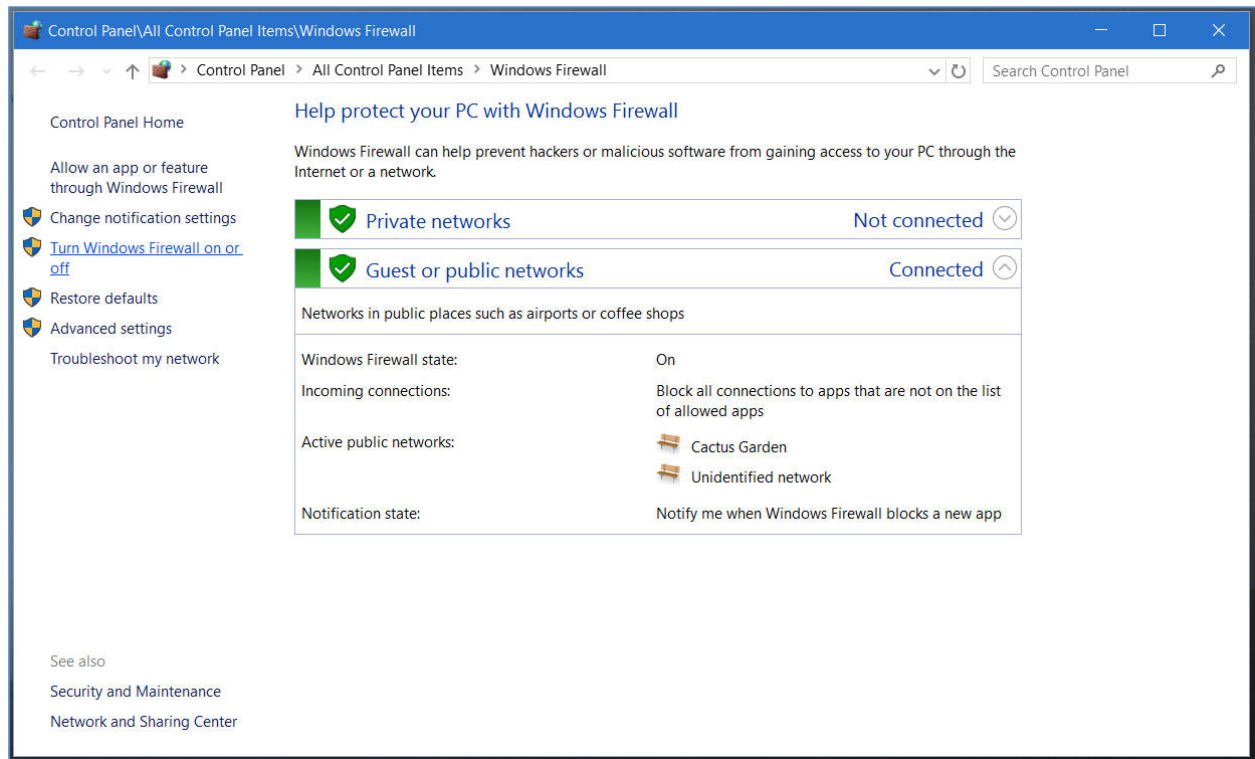 Control Panel\All Control Panel Items\Windows Firewall
Control Panel > All Control Panel Items > Windows Firewall
Search Control Panel
Control Panel Home
Allow an app or feature
through Windows Firewall
Change notification settings
Turn Windows Firewall on or
off
Restore defaults
Advanced settings
Troubleshoot my network
See also
Security and Maintenance
Network and Sharing Center
Help protect your PC with Windows Firewall
Windows Firewall can help prevent hackers or malicious software from gaining access to your PC through the
Internet or a network.
Private networks Not connected
Guest or public networks Connected
Networks in public places such as airports or coffee shops
Windows Firewall state: On
Incoming connections: Block all connections to apps that are not on the list
of allowed apps
Active public networks: Cactus Garden
Unidentified network
Notification state: Notify me when Windows Firewall blocks a new app